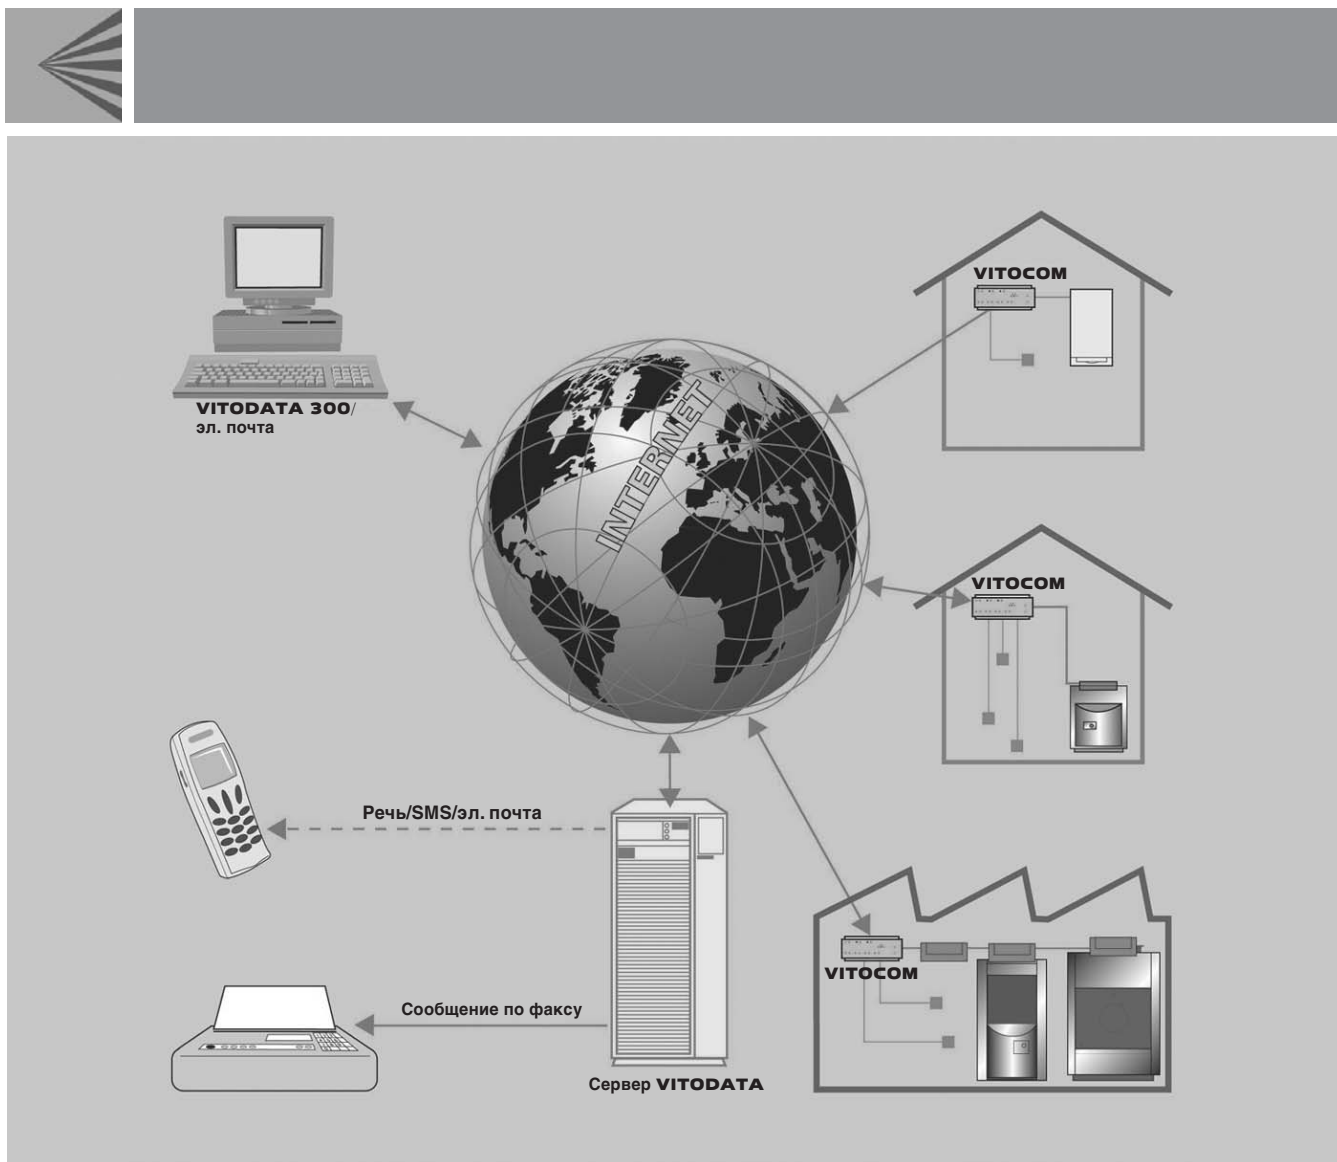 VITOCOM
VITODATA 300/
эл. почта
INTERNET
VITOCOM
Речь/SMS/эл. почта
VITOCOM
Сообщение по факсу
Сервер VITODATA